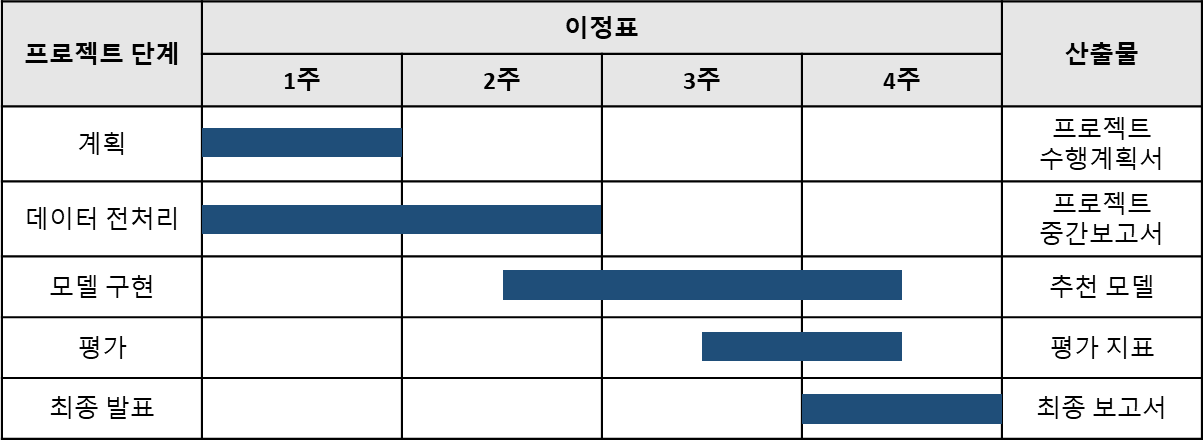 프로젝트 단계
이정표
산출물
1주
2주
3주
4주
계획
프로젝트
수행계획서
데이터 전처리
프로젝트
중간보고서
모델 구현
추천 모델
평가
평가 지표
최종 발표
최종 보고서